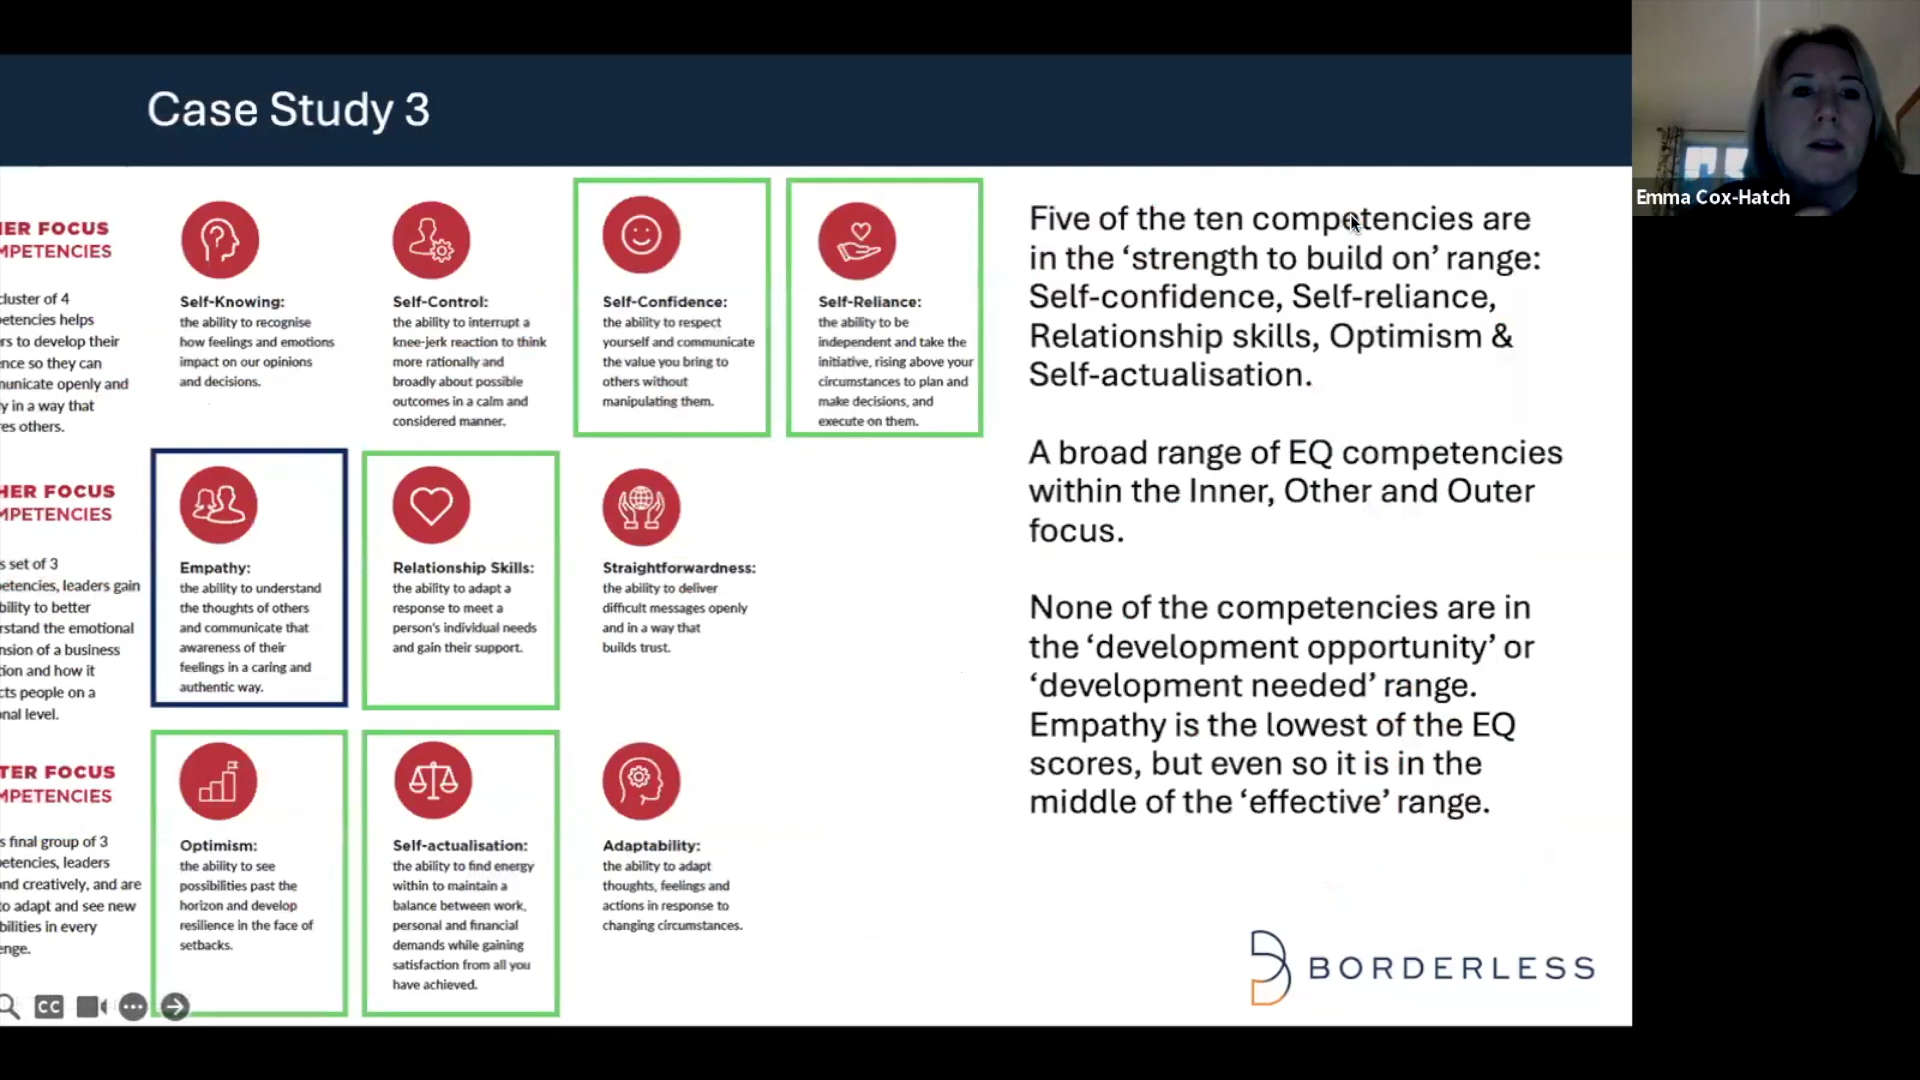 Case Study 3
Emma Cox-Hatch
ER FOCUS
MPETENCIES
luster of 4
etencies helps
rs to develop their
nce so they can
unicate openly and
y in a way that
res others.
Self-Knowing:
the ability to recognise
how feelings and emotions
impact on our opinions
and decisions.
Self-Control:
the ability to interrupt a
knee-jerk reaction to think
more rationally and
broadly about possible
outcomes in a calm and
considered manner.
Self-Confidence:
the ability to respect
yourself and communicate
the value you bring to
others without
manipulating them.
Self-Reliance:
the ability to be
independent and take the
initiative, rising above your
circumstances to plan and
make decisions, and
execute on them.
HER FOCUS
MPETENCIES
s set of 3
etencies, leaders gain
bility to better
rstand the emotional
nsion of a business
tion and how it
cts people on a
nal level.
Empathy:
the ability to understand
the thoughts of others
and communicate that
awareness of their
feelings in a caring and
authentic way.
Relationship Skills:
the ability to adapt a
response to meet a
person's individual needs
and gain their support.
Straightforwardness:
the ability to deliver
difficult messages openly
and in a way that
builds trust.
TER FOCUS
MPETENCIES
s final group of 3
etencies, leaders
nd creatively, and are
to adapt and see new
bilities in every
enge.
Optimism:
the ability to see
possibilities past the
horizon and develop
resilience in the face of
setbacks.
Self-actualisation:
the ability to find energy
within to maintain a
balance between work,
personal and financial
demands while gaining
satisfaction from all you
have achieved.
Adaptability:
the ability to adapt
thoughts, feelings and
actions in response to
changing circumstances.
Five of the ten competencies are
in the ‘strength to build on’ range:
Self-confidence, Self-reliance,
Relationship skills, Optimism &
Self-actualisation.
A broad range of EQ competencies
within the Inner, Other and Outer
focus.
None of the competencies are in
the ‘development opportunity’ or
‘development needed’ range.
Empathy is the lowest of the EQ
scores, but even so it is in the
middle of the ‘effective’ range.
CC
BORDERLESS